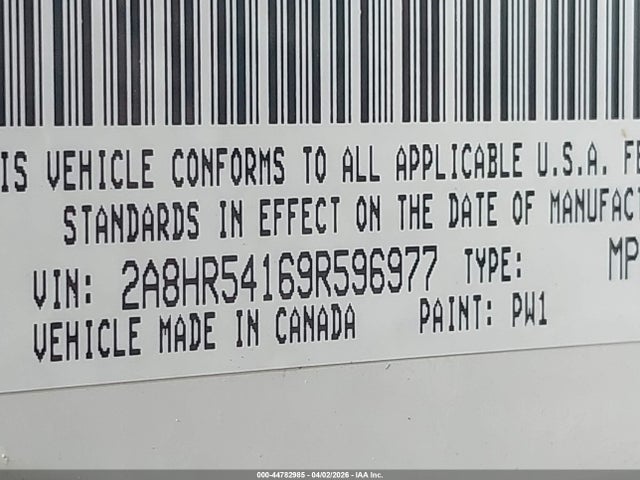 IS VEHICLE CONFORMS TO ALL APPLICABLE U.S.A. FE
STANDARDS IN EFFECT ON THE DATE OF MANUFACT
VIN: 2A8HR54169R596977 TYPE: MP
VEHICLE MADE IN CANADA PAINT: PW1
000-44782985 - 04/02/2026 - IAA Inc.